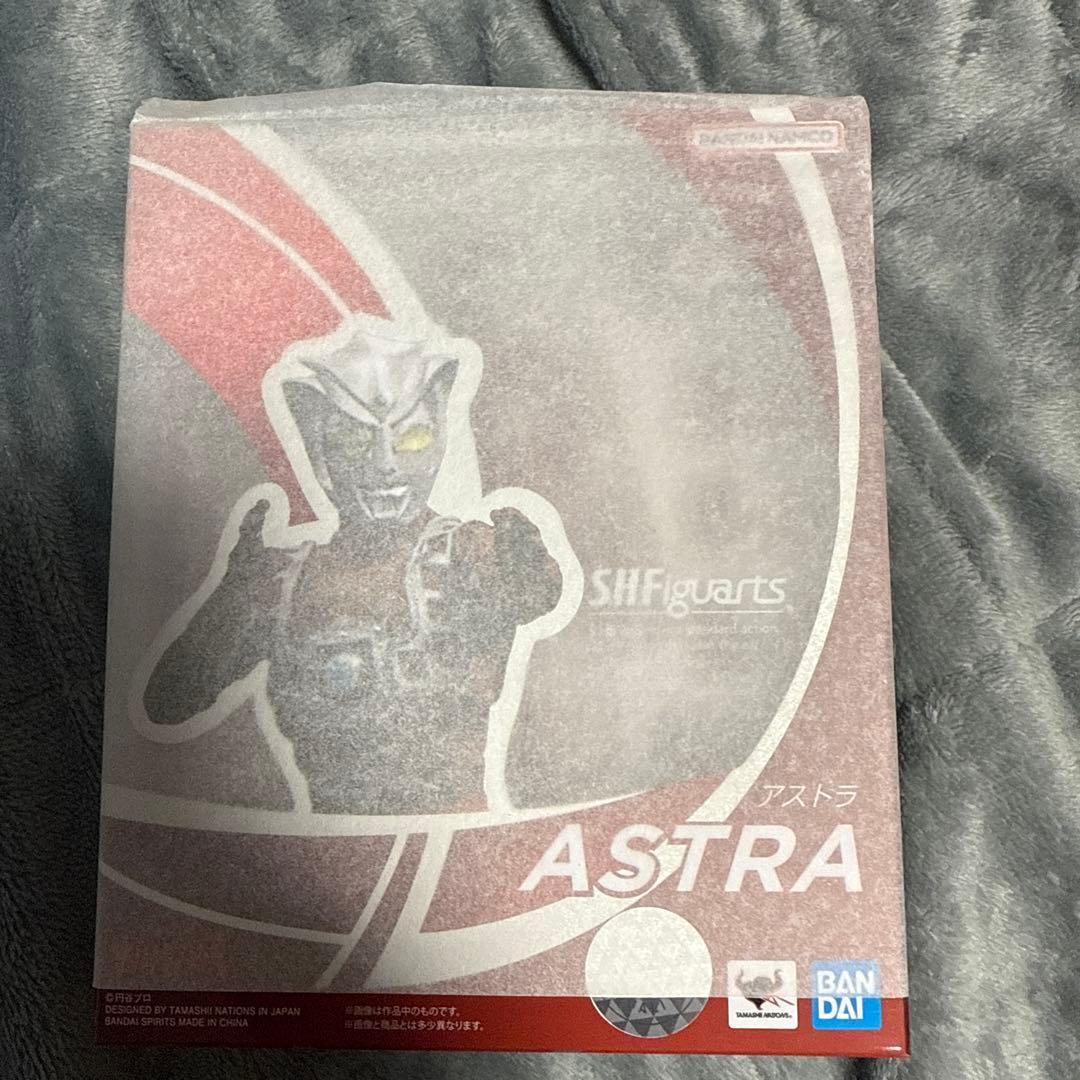 BANDAI NAMCO
S.H.Figuarts
アストラ
ASTRA
©円谷プロ
DESIGNED BY TAMASHII NATIONS IN JAPAN
BANDAI SPIRITS MADE IN CHINA
※画像は作品中のものです。
※画像と商品とは多少異なります。
TAMASHII NATIONS
BAN
DAI